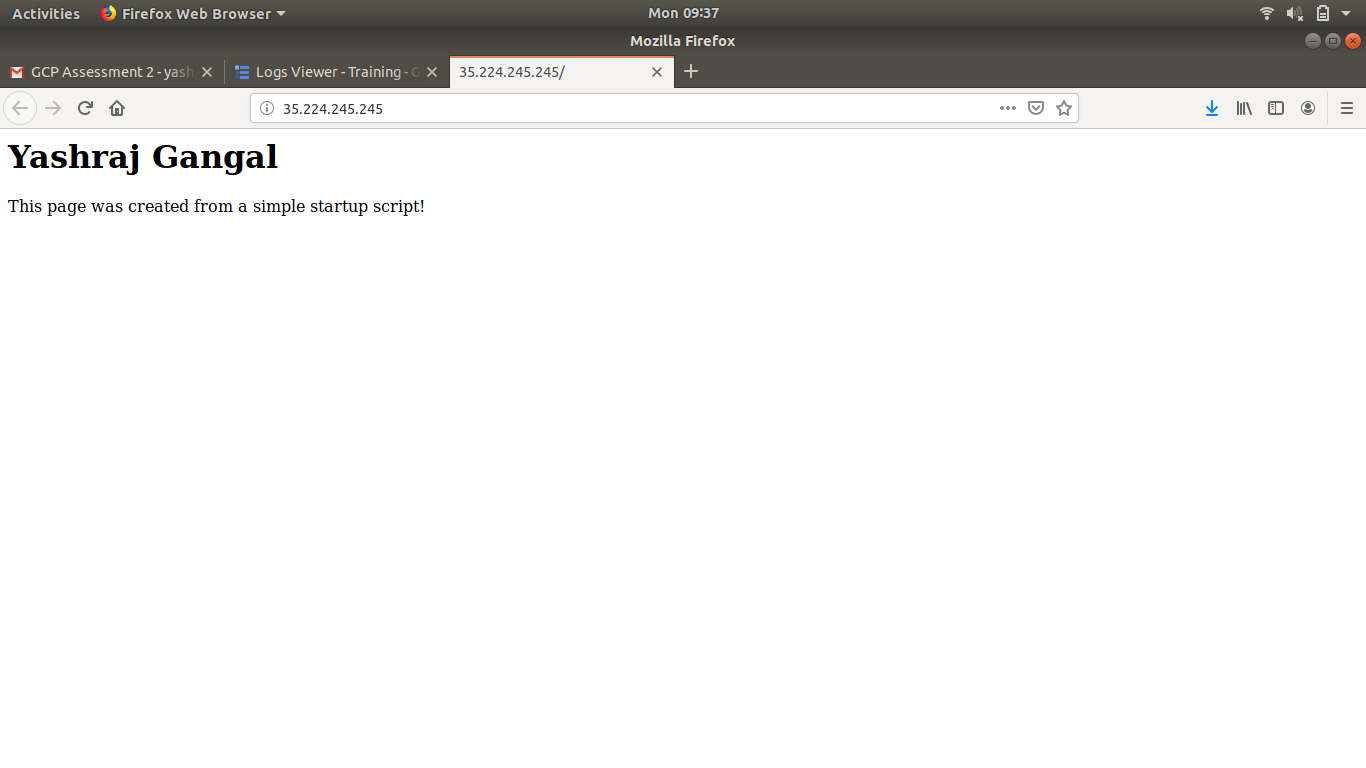 Activities Firefox Web Browser Mon 09:37
Mozilla Firefox
GCP Assessment 2 - yash Logs Viewer - Training - 35.224.245.245/
35.224.245.245
Yashraj Gangal
This page was created from a simple startup script!